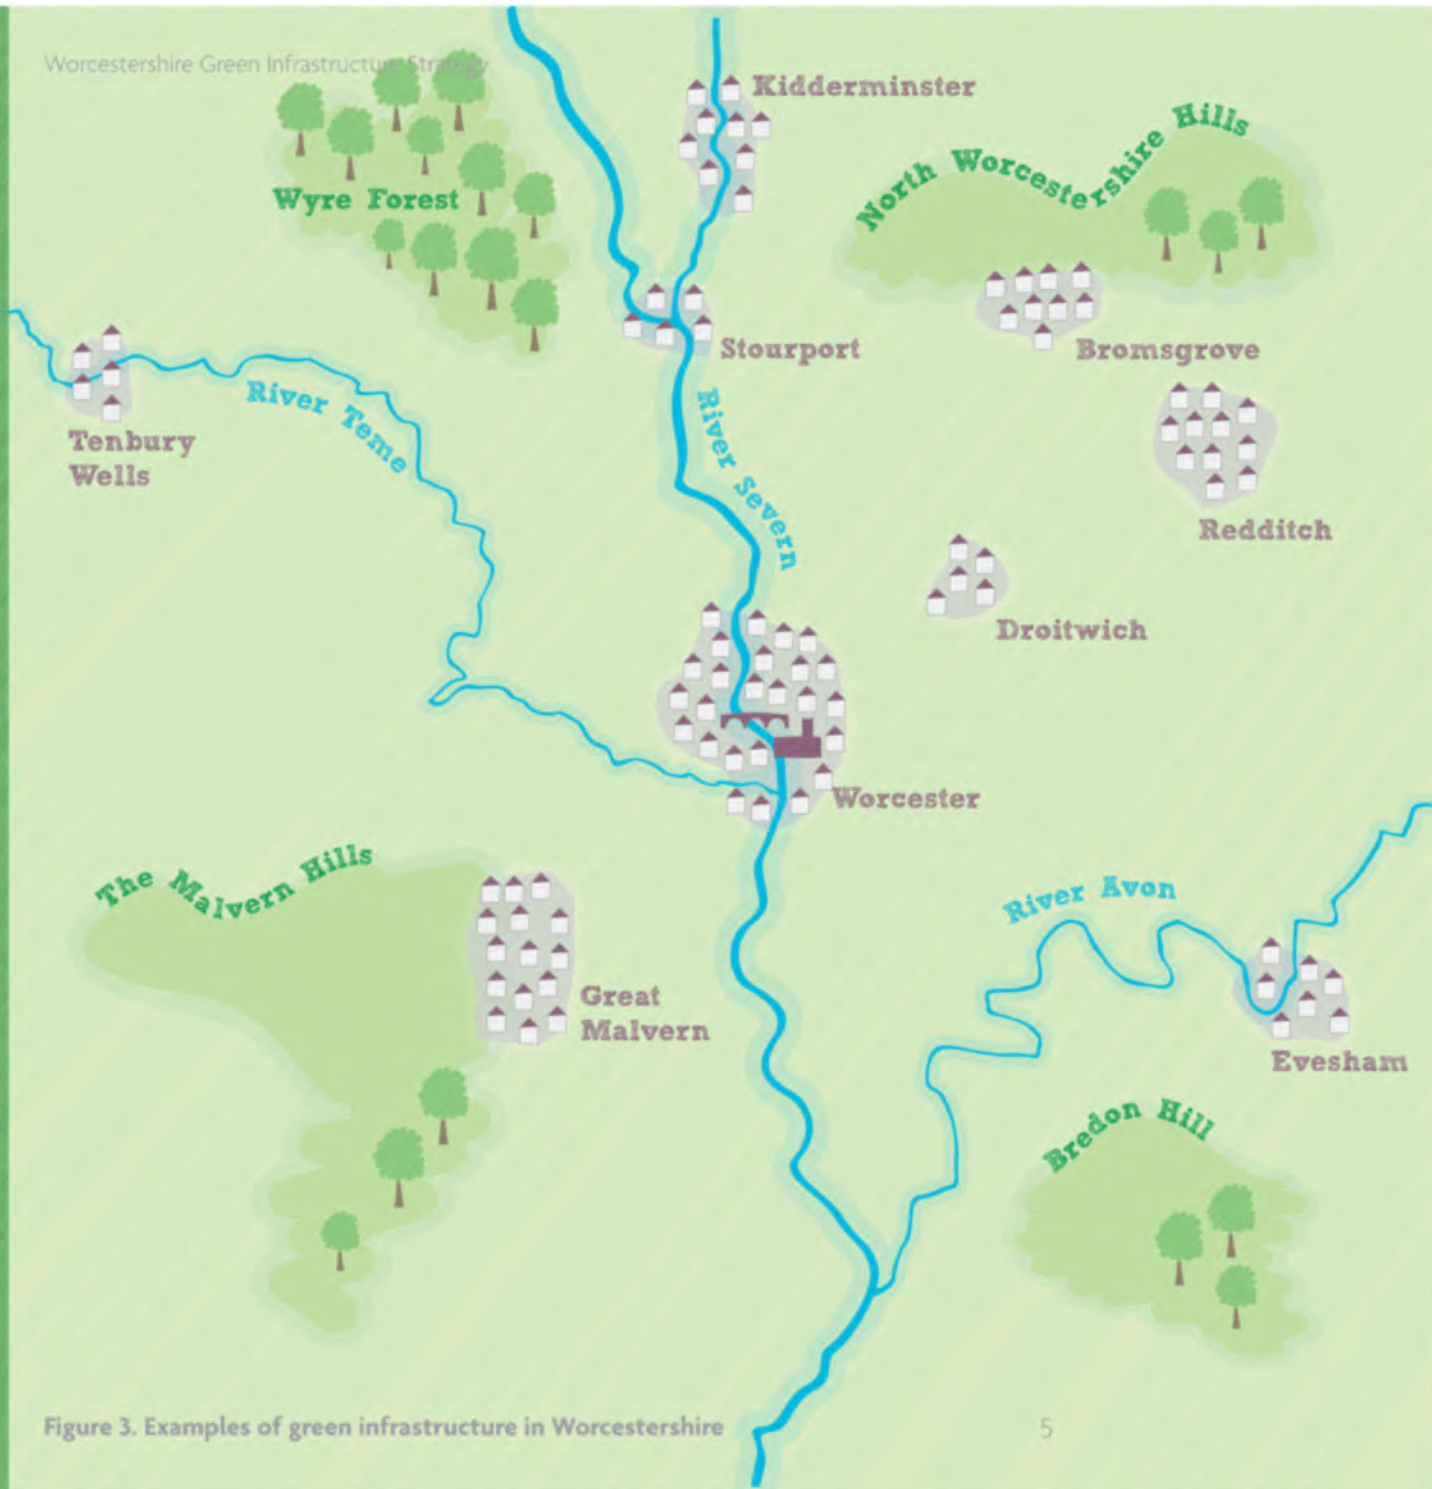 Worcestershire Green Infrastructure Strategy
Kidderminster
North Worcestershire Hills
Wyre Forest
Stourport
Bromsgrove
River Teme
River Severn
Tenbury
Wells
Redditch
Droitwich
Worcester
The Malvern Hills
River Avon
Great
Malvern
Evesham
Bredon Hill
Figure 3. Examples of green infrastructure in Worcestershire
5